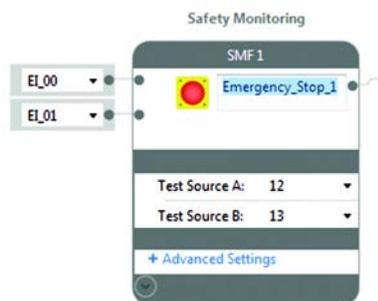 Safety Monitoring
SMF 1
EI_00
Emergency_Stop_1
EI_01
Test Source A: 12
Test Source B: 13
+ Advanced Settings